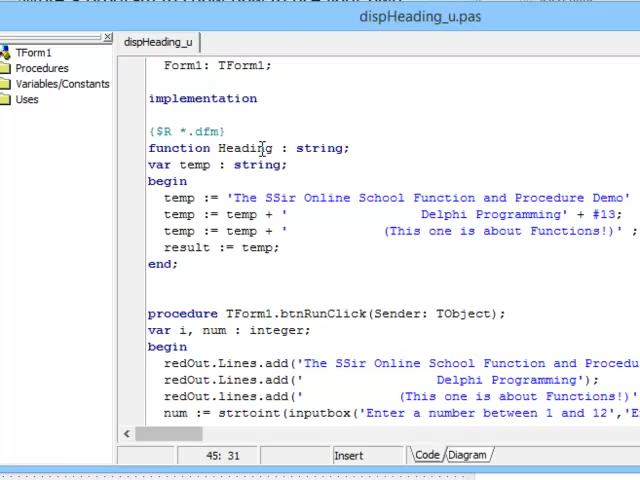 dispHeading_u.pas
dispHeading_u
TForm1
Procedures
Variables/Constants
Uses
Form1: TForm1;
implementation
{$R *.dfm}
function Heading : string;
var temp : string;
begin
temp := 'The SSir Online School Function and Procedure Demo'
temp := temp + '                 Delphi Programming' + #13;
temp := temp + '            (This one is about Functions!)' ;
result := temp;
end;
procedure TForm1.btnRunClick(Sender: TObject);
var i, num : integer;
begin
redOut.Lines.add('The SSir Online School Function and Procedu
redOut.Lines.add('                 Delphi Programming');
redOut.lines.add('            (This one is about Functions!)'
num := strtoint(inputbox('Enter a number between 1 and 12','E
45: 31
Insert
Code
Diagram